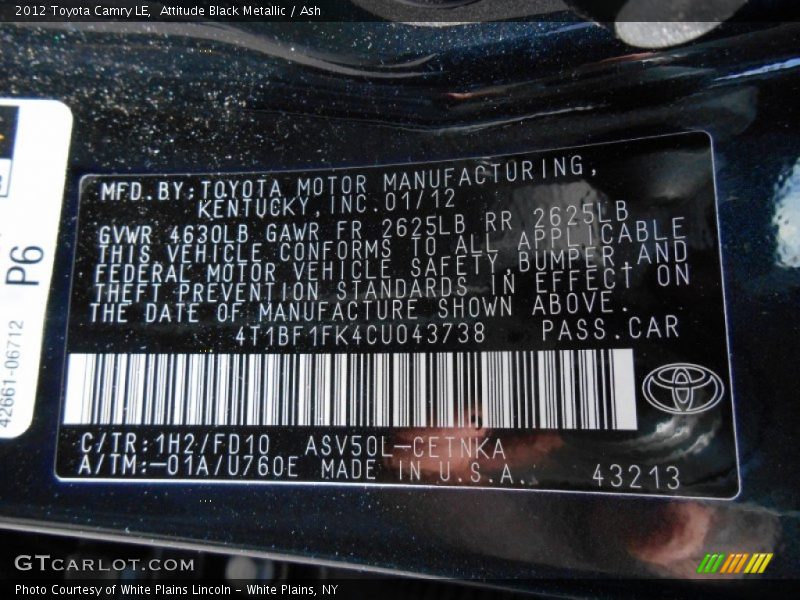 2012 Toyota Camry LE, Attitude Black Metallic / Ash
MFD. BY: TOYOTA MOTOR MANUFACTURING,
KENTUCKY, INC. 01/12
GVWR 4630LB GAWR FR 2625LB RR 2625LB
THIS VEHICLE CONFORMS TO ALL APPLICABLE
FEDERAL MOTOR VEHICLE SAFETY, BUMPER AND
THEFT PREVENTION STANDARDS IN EFFECT ON
THE DATE OF MANUFACTURE SHOWN ABOVE.
4T1BF1FK4CU043738 PASS. CAR
C/TR: 1H2/FD10 ASV50L-CETNKA
A/TM: -01A/U760E MADE IN U.S.A. 43213
P6
42661-06712
GTCARLOT.COM
Photo Courtesy of White Plains Lincoln - White Plains, NY